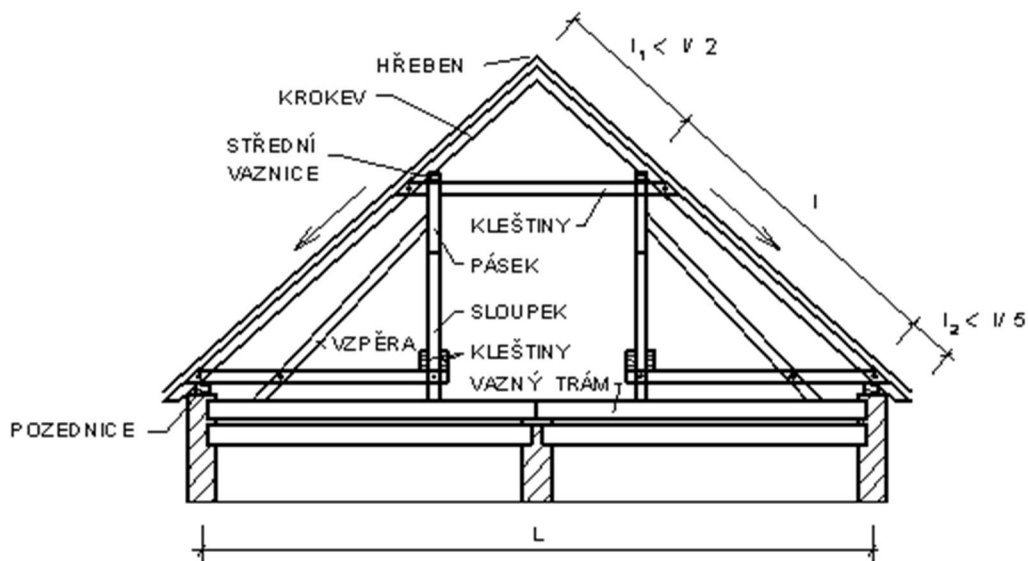 HŘEBEN
l₁ < l/ 2
KROKEV
STŘEDNÍ
VAZNICE
l
KLEŠTINY
PÁSEK
SLOUPEK
l₂ < l/ 5
VZPĚRA
KLEŠTINY
VAZNÝ TRÁM
POZEDNICE
L